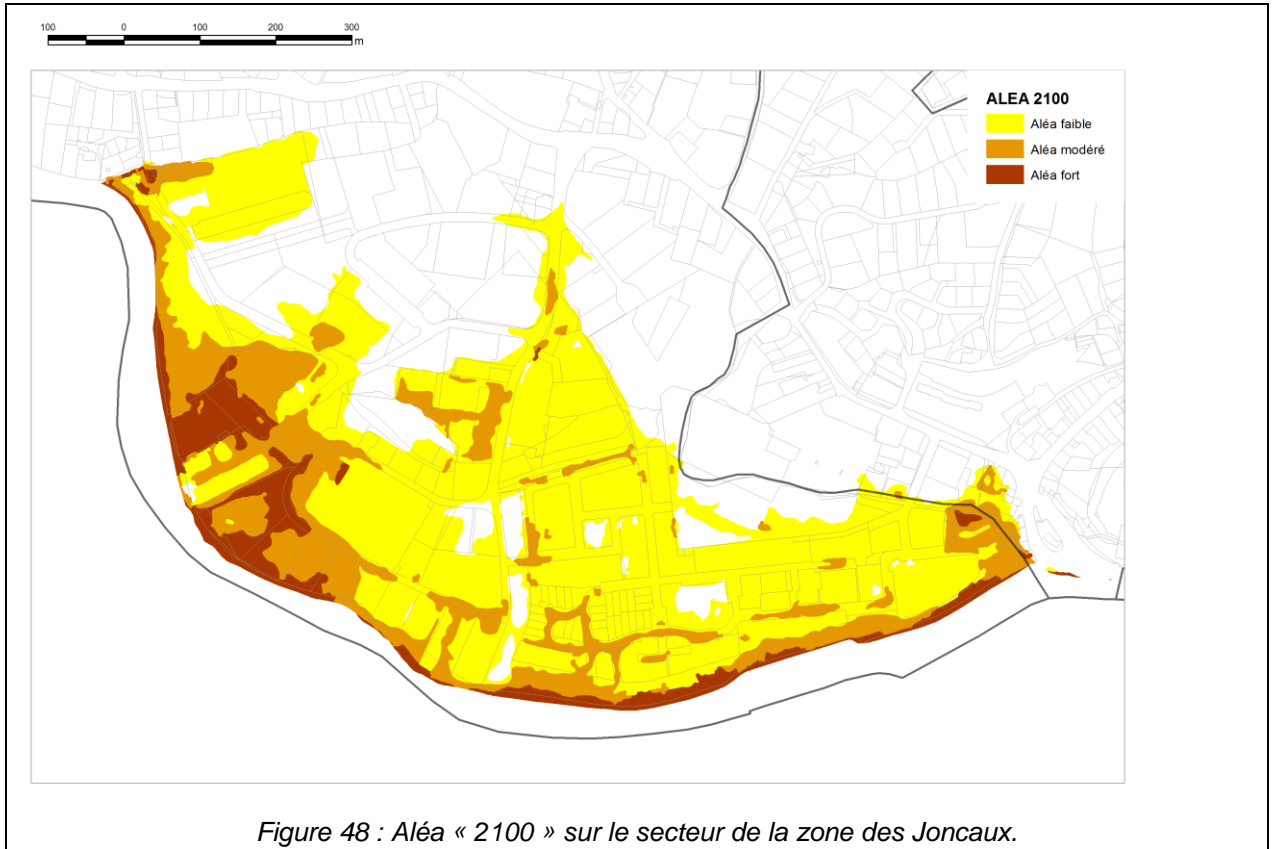 100 0 100 200 300
m
ALEA 2100
Aléa faible
Aléa modéré
Aléa fort
Figure 48 : Aléa « 2100 » sur le secteur de la zone des Joncaux.